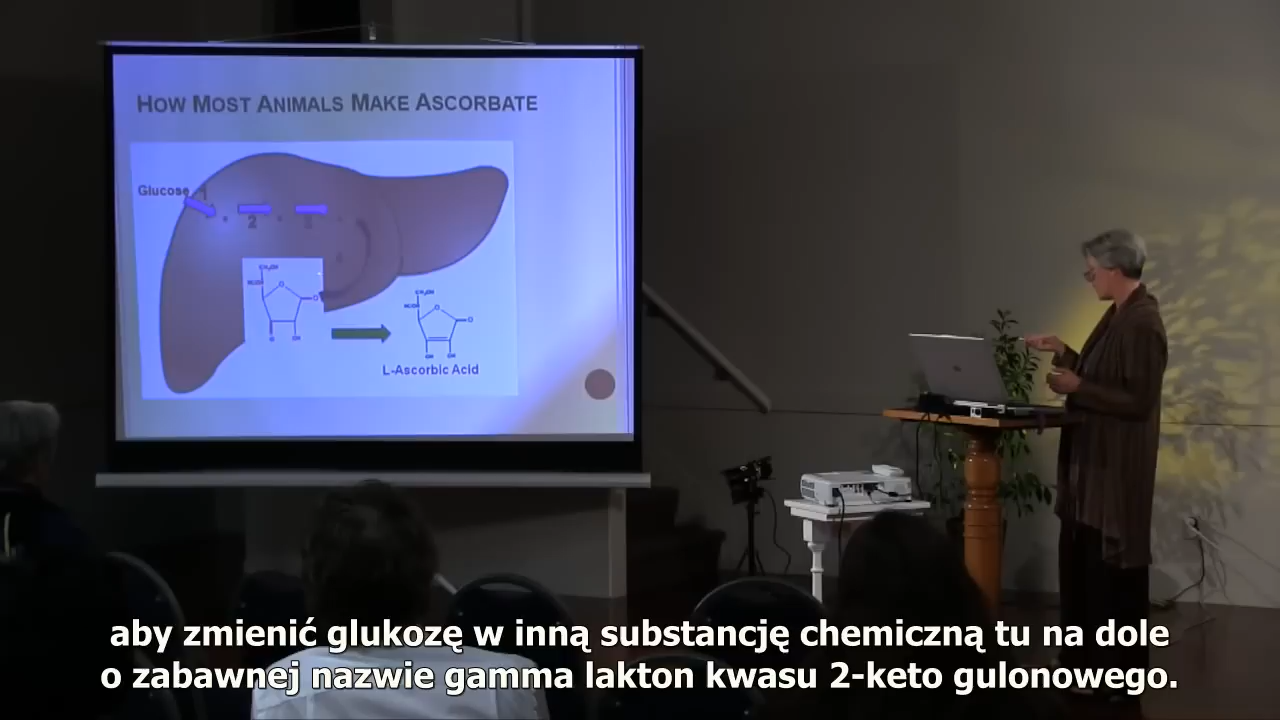 HOW MOST ANIMALS MAKE ASCORBATE
Glucose 1
2
L-Ascorbic Acid
aby zmienić glukozę w inną substancję chemiczną tu na dole
o zabawnej nazwie gamma lakton kwasu 2-keto gulonowego.